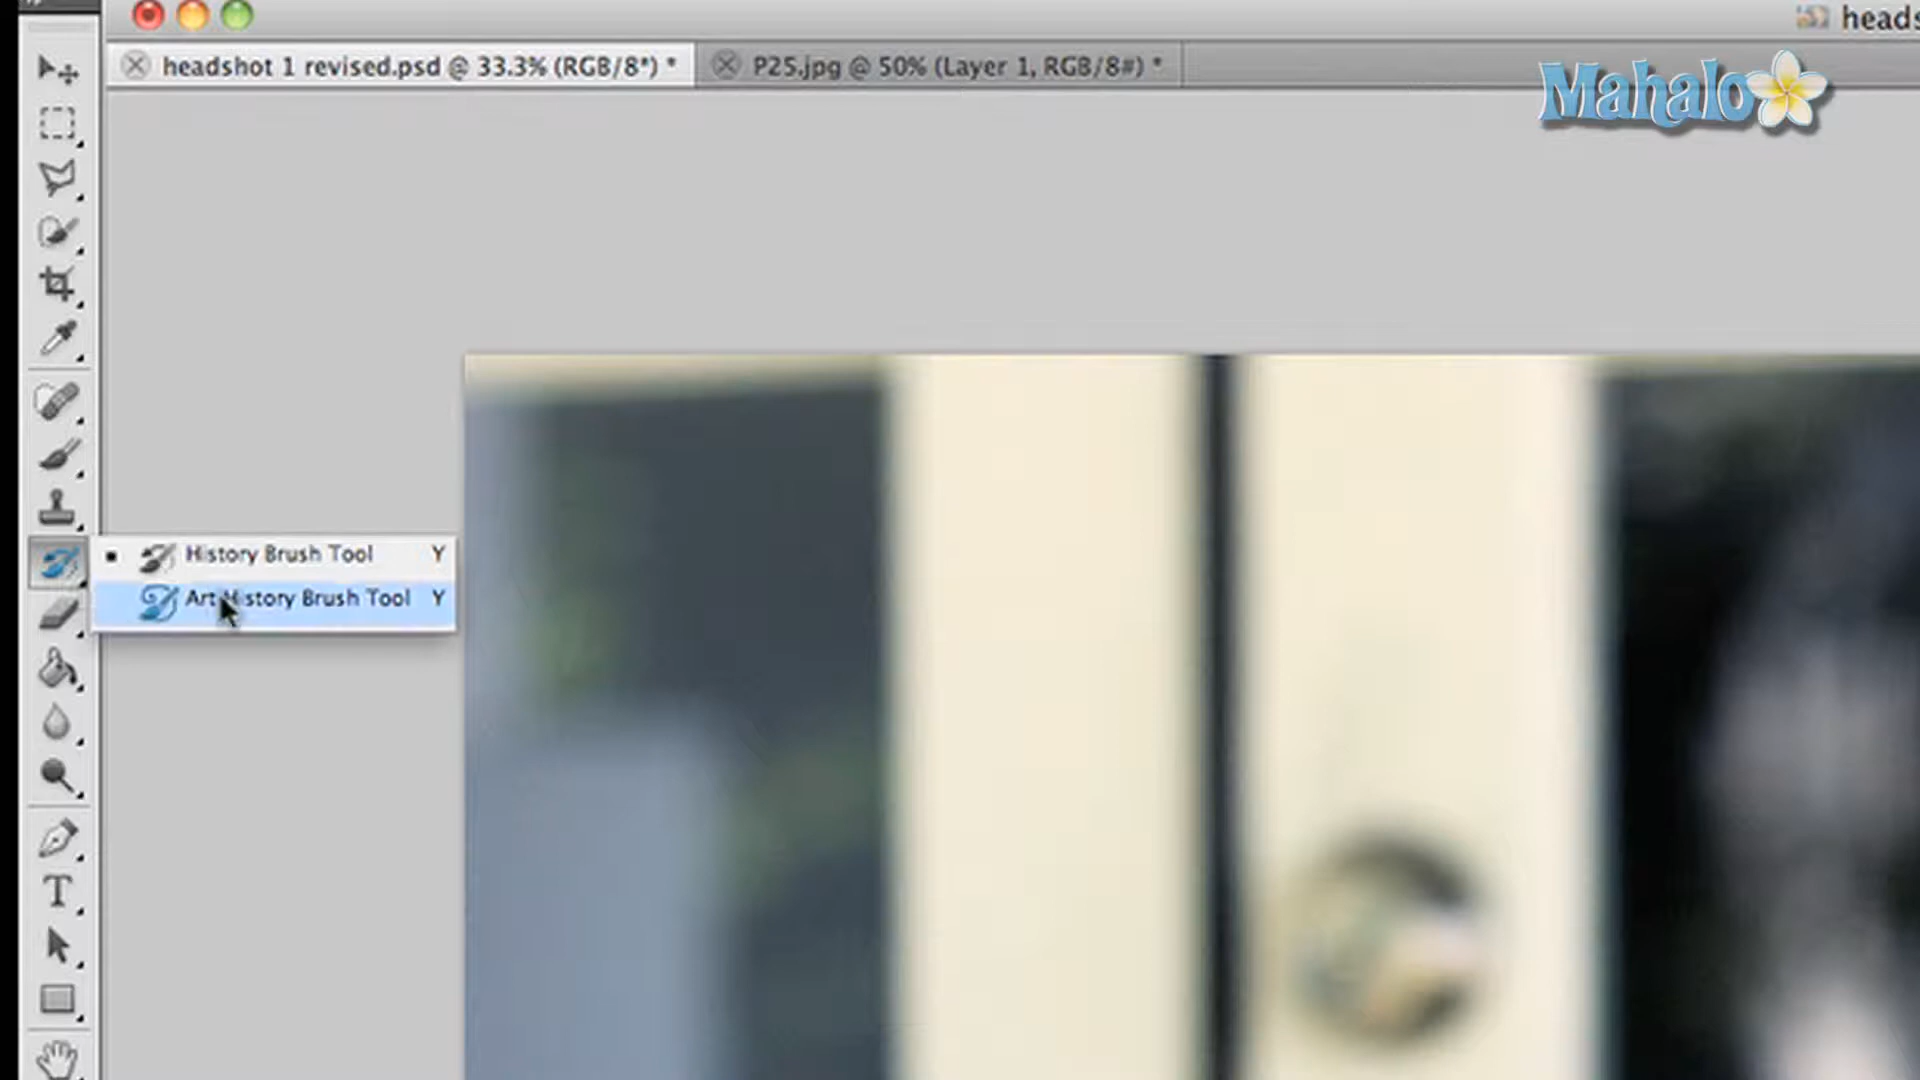 heads
headshot 1 revised.psd @ 33.3% (RGB/8*) *
P25.jpg @ 50% (Layer 1, RGB/8#) *
Mahalo
History Brush Tool Y
Art History Brush Tool Y